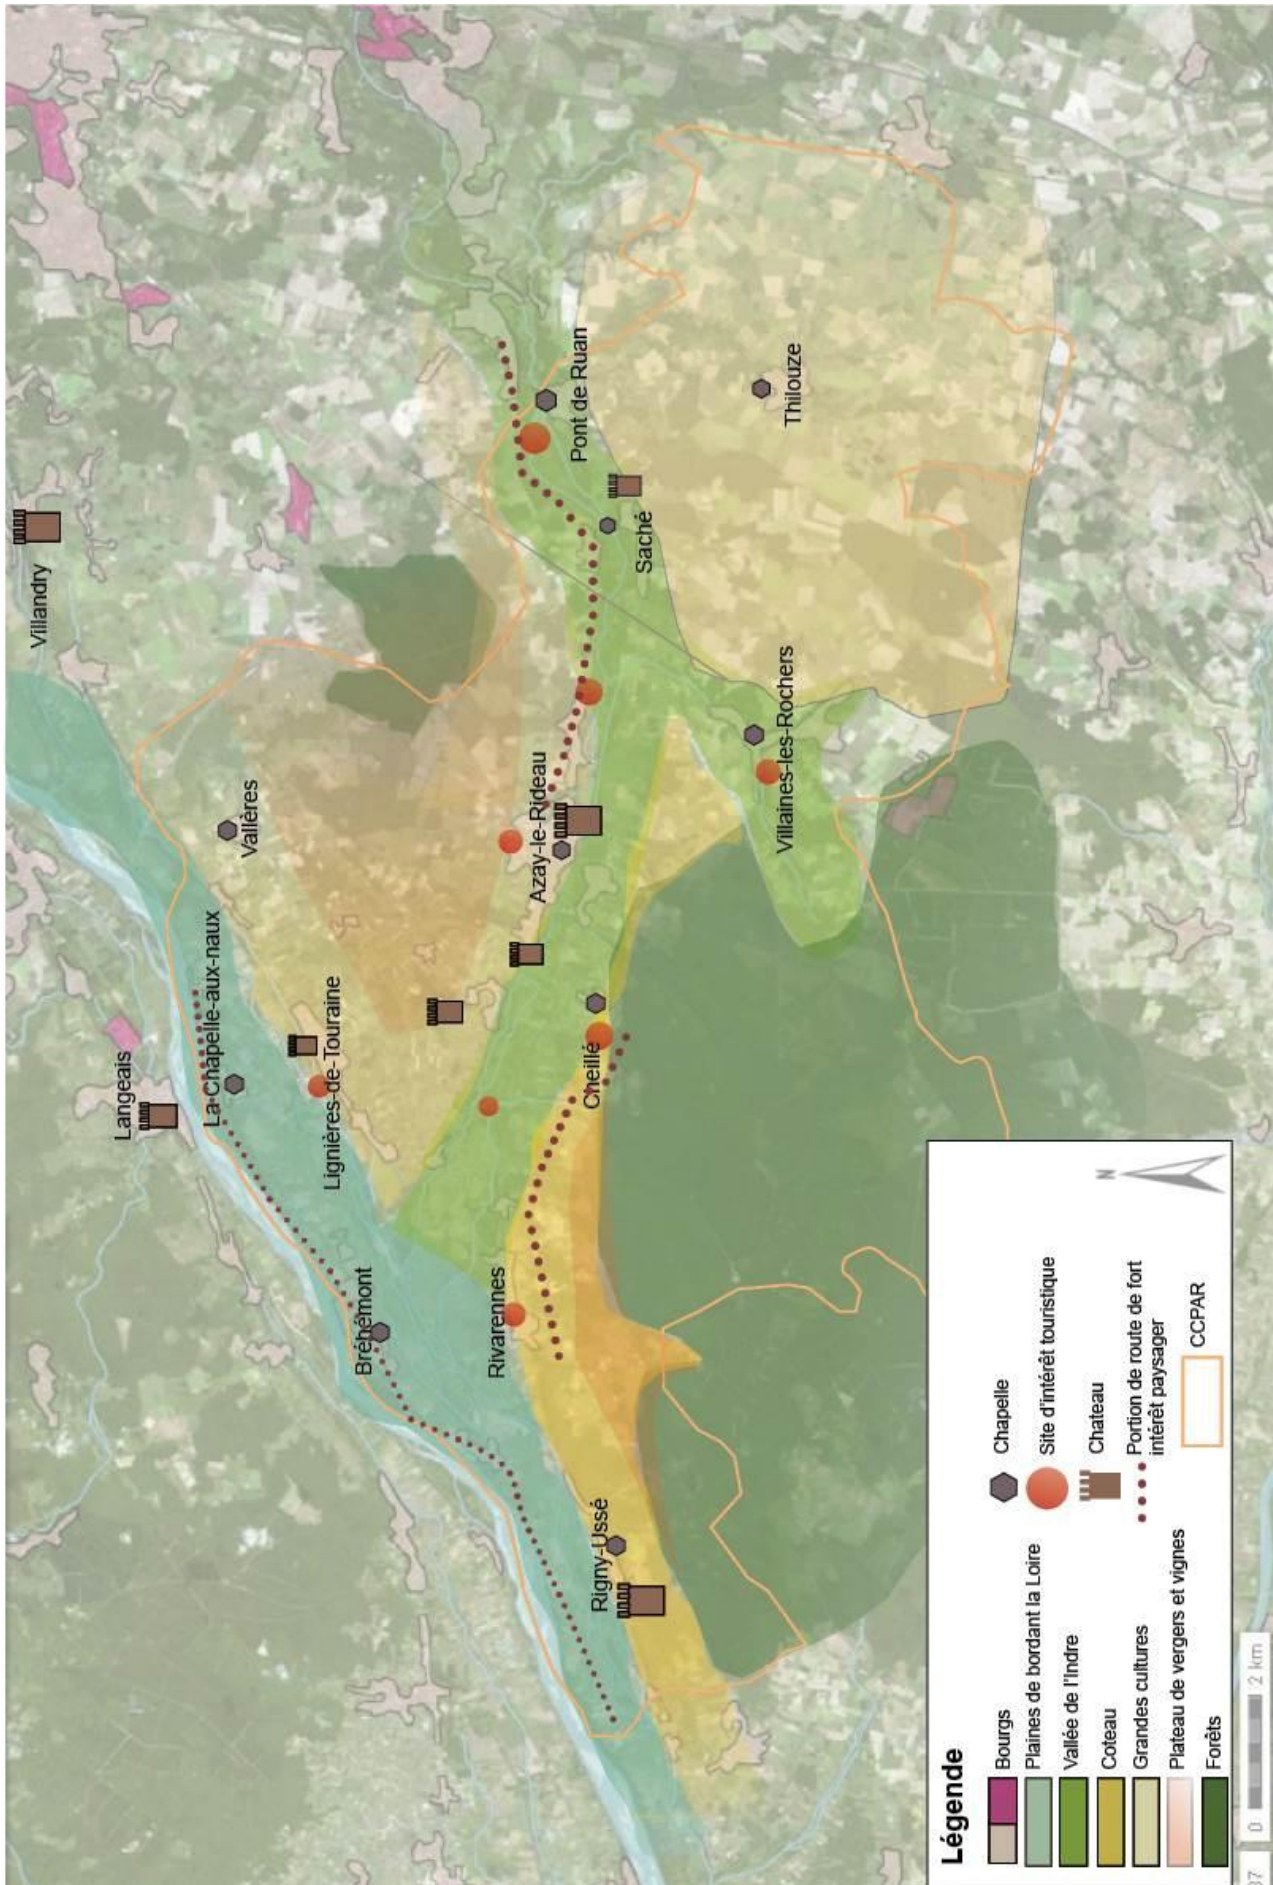 Villandry
Langeais
La Chapelle-aux-naux
Vallères
Lignières-de-Touraine
Bréhémont
Azay-le-Rideau
Pont de Ruan
Rivarennes
Cheillé
Saché
Rigny-Ussé
Villaines-les-Rochers
Thilouze
Légende
Bourgs
Plaines de bordant la Loire
Vallée de l'Indre
Coteau
Grandes cultures
Plateau de vergers et vignes
Forêts
Chapelle
Site d'intérêt touristique
Chateau
Portion de route de fort
intérêt paysager
CCPAR
N
37
0
2 km